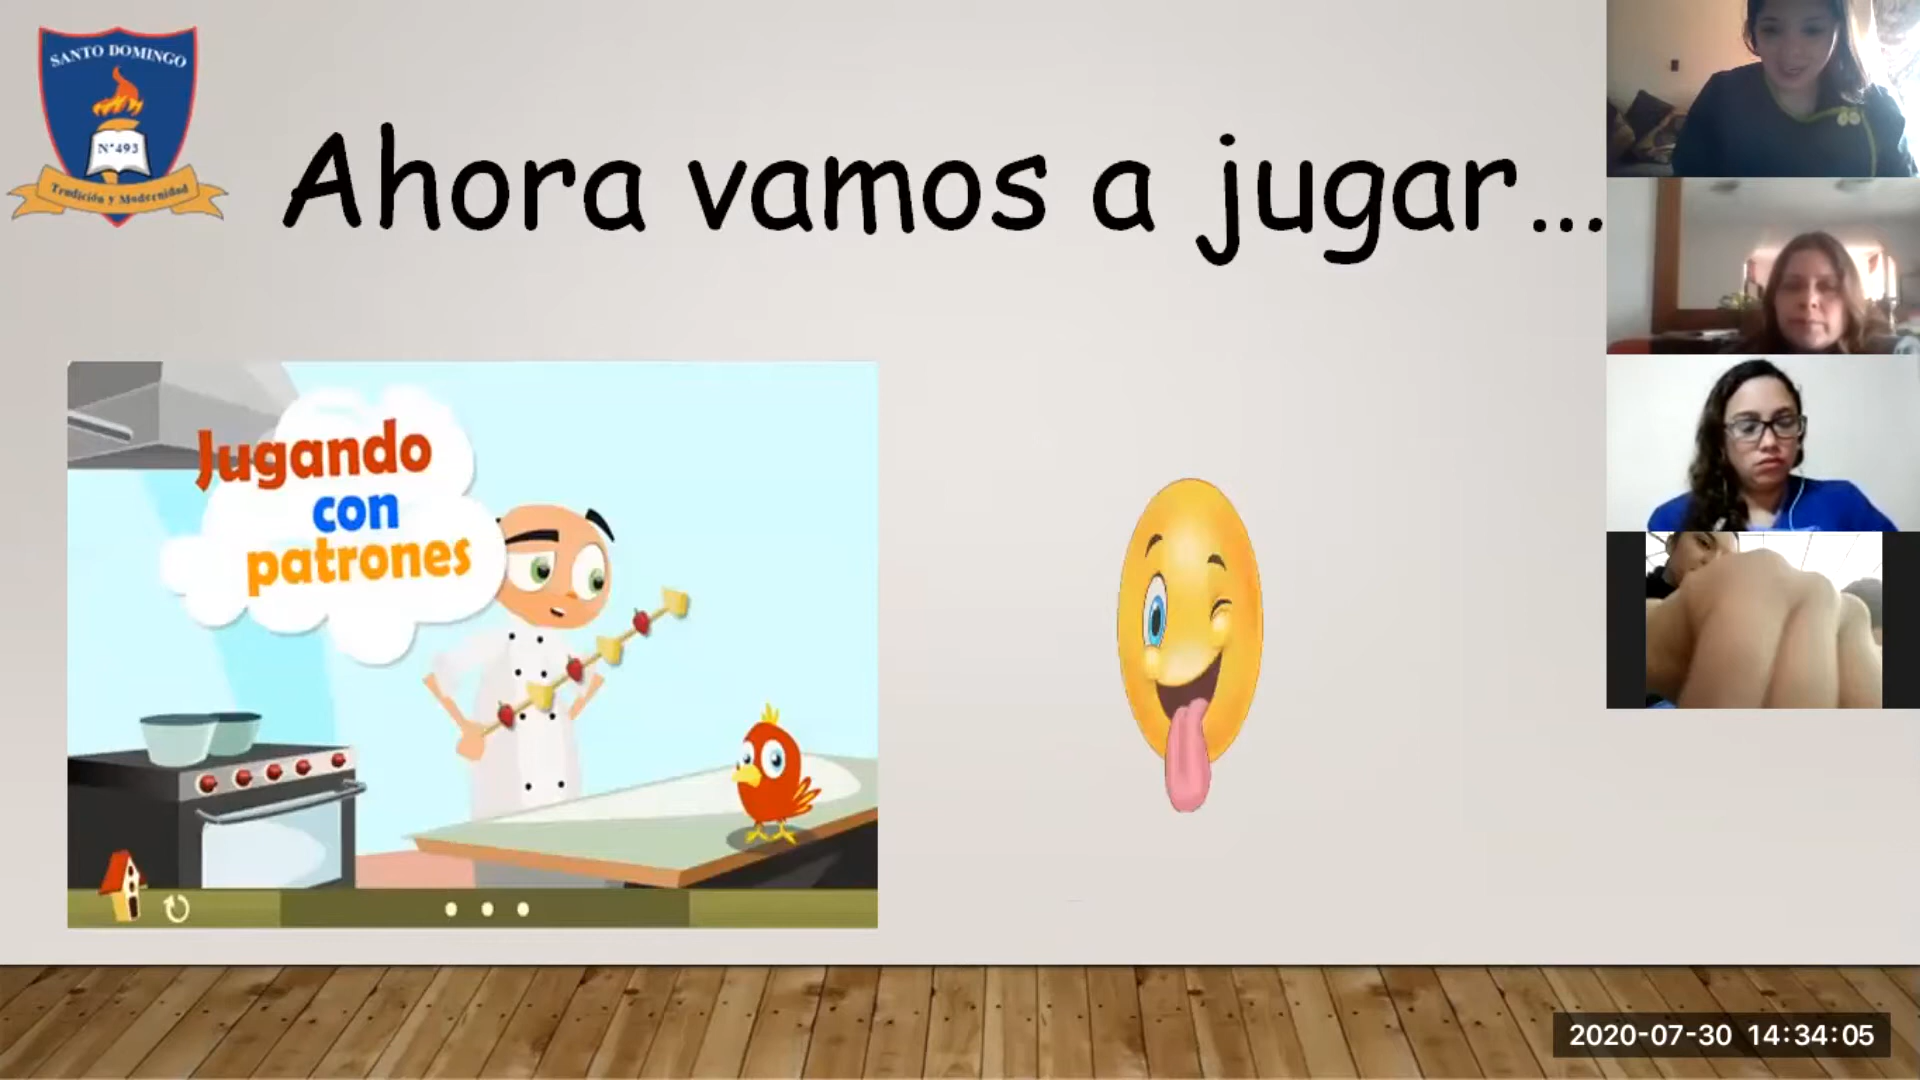 SANTO DOMINGO
N°493
Tradición y Modernidad
Ahora vamos a jugar...
Jugando
con
patrones
2020-07-30 14:34:05